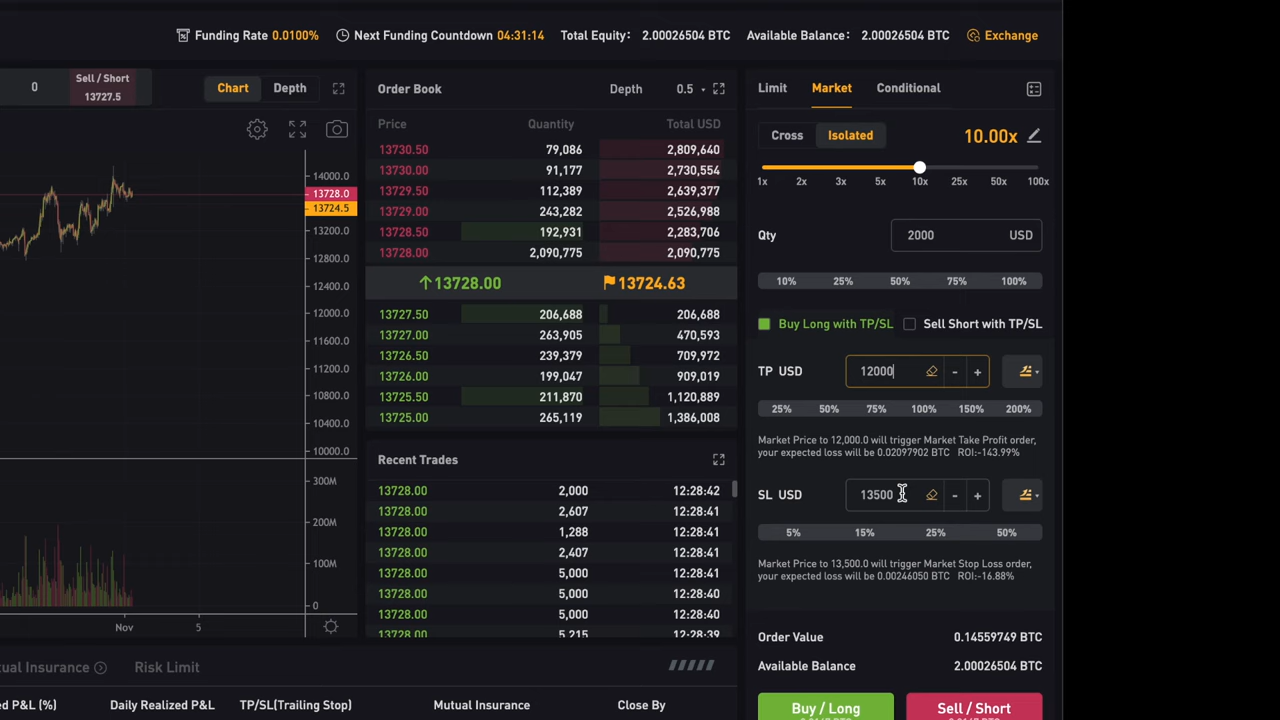 Funding Rate 0.0100% Next Funding Countdown 04:31:14 Total Equity: 2.00026504 BTC Available Balance: 2.00026504 BTC Exchange
0
Sell / Short
13727.5
Chart Depth
14000.0
13728.0
13724.5
13200.0
12800.0
12400.0
12000.0
11600.0
11200.0
10800.0
10400.0
10000.0
300M
200M
100M
0
Nov 5
Order Book Depth 0.5
Price Quantity Total USD
13730.50 79,086 2,809,640
13730.00 91,177 2,730,554
13729.50 112,389 2,639,377
13729.00 243,282 2,526,988
13728.50 192,931 2,283,706
13728.00 2,090,775 2,090,775
13728.00 13724.63
13727.50 206,688 206,688
13727.00 263,905 470,593
13726.50 239,379 709,972
13726.00 199,047 909,019
13725.50 211,870 1,120,889
13725.00 265,119 1,386,008
Recent Trades
13728.00 2,000 12:28:42
13728.00 2,607 12:28:41
13728.00 1,288 12:28:41
13728.00 2,407 12:28:41
13728.00 5,000 12:28:41
13728.00 5,000 12:28:40
13728.00 5,000 12:28:40
13728.00 5,215 12:28:39
Limit Market Conditional
Cross Isolated 10.00x
1x 2x 3x 5x 10x 25x 50x 100x
Qty 2000 USD
10% 25% 50% 75% 100%
Buy Long with TP/SL Sell Short with TP/SL
TP USD 12000 - +
25% 50% 75% 100% 150% 200%
Market Price to 12,000.0 will trigger Market Take Profit order,
your expected loss will be 0.02097902 BTC ROI:-143.99%
SL USD 13500 - +
5% 15% 25% 50%
Market Price to 13,500.0 will trigger Market Stop Loss order,
your expected loss will be 0.00246050 BTC ROI:-16.88%
Order Value 0.14559749 BTC
Available Balance 2.00026504 BTC
Buy / Long Sell / Short
Insurance Risk Limit
P&L (%) Daily Realized P&L TP/SL(Trailing Stop) Mutual Insurance Close By